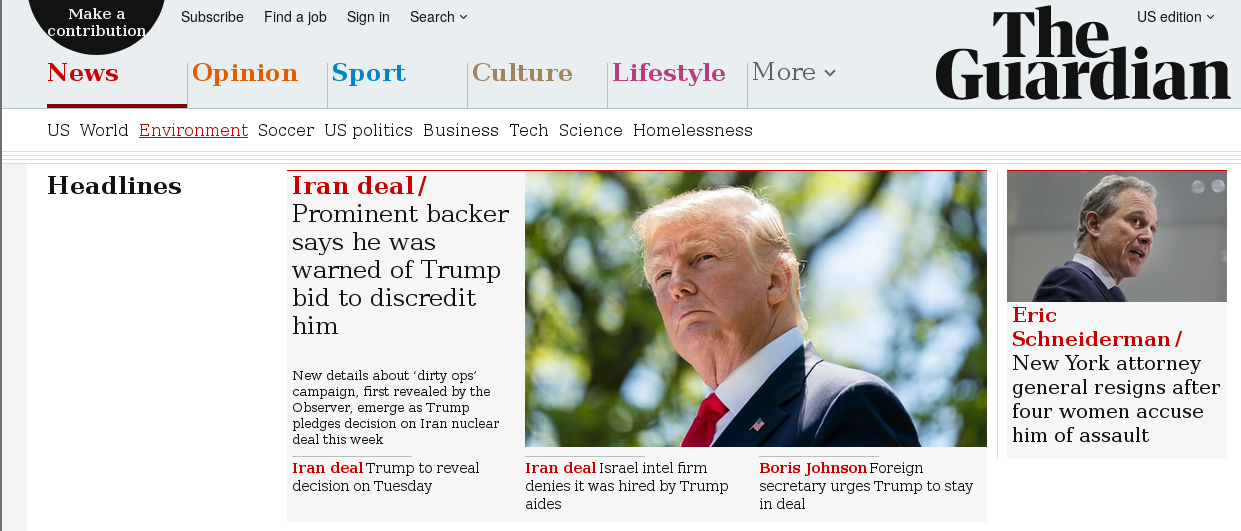 Make a
contribution
Subscribe Find a job Sign in Search
US edition
The
Guardian
News Opinion Sport Culture Lifestyle More
US World Environment Soccer US politics Business Tech Science Homelessness
Headlines
Iran deal /
Prominent backer
says he was
warned of Trump
bid to discredit
him
New details about ‘dirty ops’
campaign, first revealed by the
Observer, emerge as Trump
pledges decision on Iran nuclear
deal this week
Iran deal Trump to reveal
decision on Tuesday
Iran deal Israel intel firm
denies it was hired by Trump
aides
Boris Johnson Foreign
secretary urges Trump to stay
in deal
Eric
Schneiderman /
New York attorney
general resigns after
four women accuse
him of assault